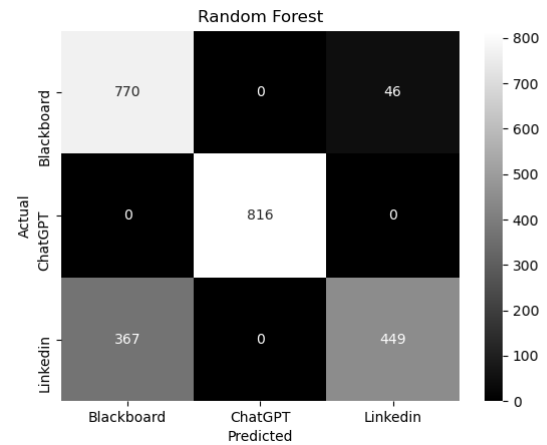 Random Forest
Actual
Blackboard
ChatGPT
Linkedin
770 0 46
0 816 0
367 0 449
Blackboard ChatGPT Linkedin
Predicted
800
700
600
500
400
300
200
100
0